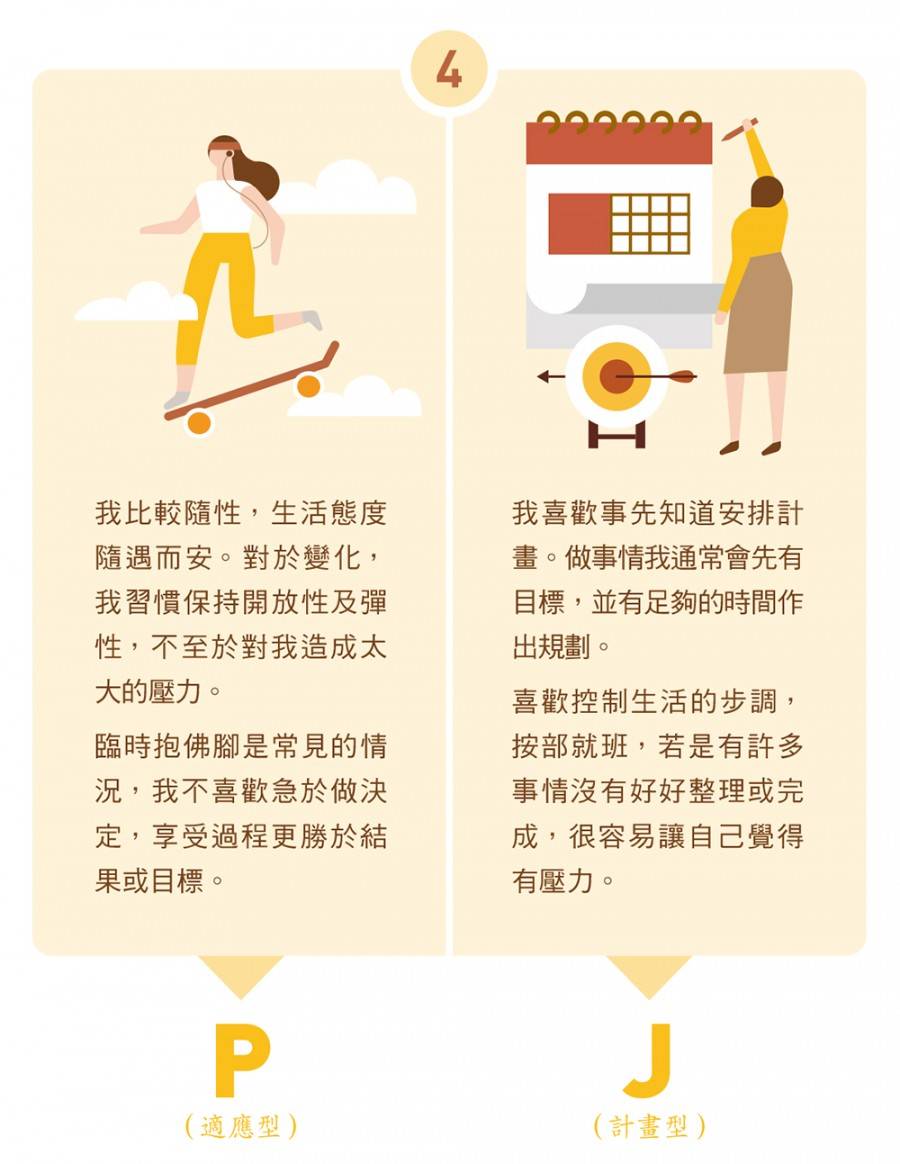 4
我比較隨性，生活態度
隨遇而安。對於變化，
我習慣保持開放性及彈
性，不至於對我造成太
大的壓力。
臨時抱佛腳是常見的情
況，我不喜歡急於做決
定，享受過程更勝於結
果或目標。
P
(適應型)
我喜歡事先知道安排計
畫。做事情我通常會先有
目標，並有足夠的時間作
出規劃。
喜歡控制生活的步調，
按部就班，若是有許多
事情沒有好好整理或完
成，很容易讓自己覺得
有壓力。
J
(計畫型)